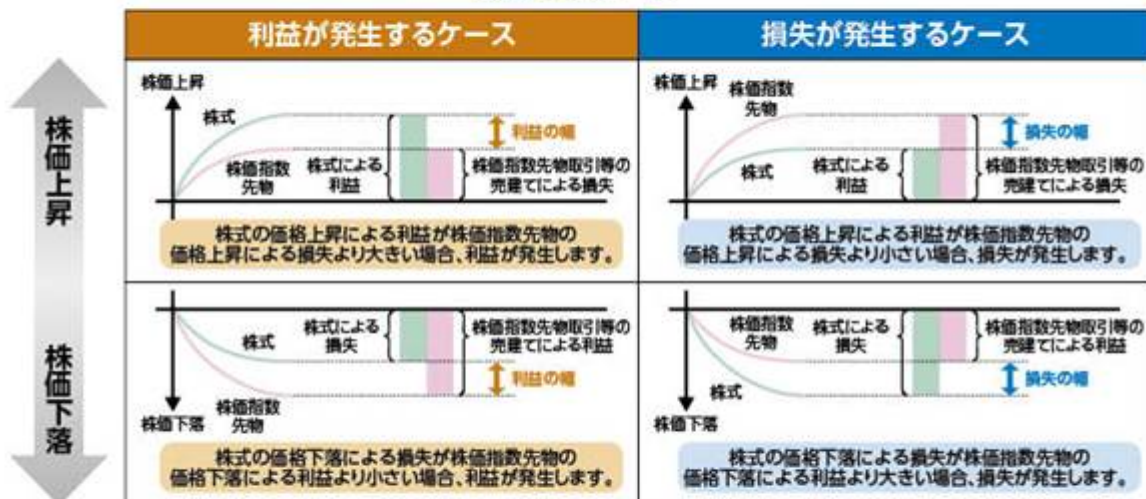 利益が発生するケース
損失が発生するケース
株価上昇
株価下落
株価上昇
株式
株価指数
先物
株式による
利益
利益の幅
株価指数先物取引等の
売建てによる損失
株式の価格上昇による利益が株価指数先物の
価格上昇による損失より大きい場合、利益が発生します。
株価上昇
株価指数
先物
株式
株式による
利益
損失の幅
株価指数先物取引等の
売建てによる損失
株式の価格上昇による利益が株価指数先物の
価格上昇による損失より小さい場合、損失が発生します。
株式
株式による
損失
株価指数先物取引等の
売建てによる利益
利益の幅
株価指数
先物
株価下落
株式の価格下落による損失が株価指数先物の
価格下落による利益より小さい場合、利益が発生します。
株価指数
先物
株式による
損失
株価指数先物取引等の
売建てによる利益
損失の幅
株式
株価下落
株式の価格下落による損失が株価指数先物の
価格下落による利益より大きい場合、損失が発生します。